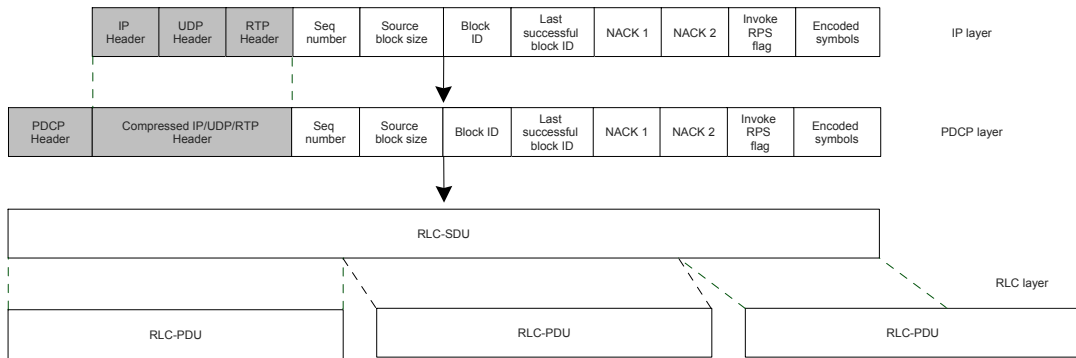 IP
Header
UDP
Header
RTP
Header
Seq
number
Source
block size
Block
ID
Last
successful
block ID
NACK 1
NACK 2
Invoke
RPS
flag
Encoded
symbols
IP layer
PDCP
Header
Compressed IP/UDP/RTP
Header
Seq
number
Source
block size
Block ID
Last
successful
block ID
NACK 1
NACK 2
Invoke
RPS
flag
Encoded
symbols
PDCP layer
RLC-SDU
RLC layer
RLC-PDU
RLC-PDU
RLC-PDU